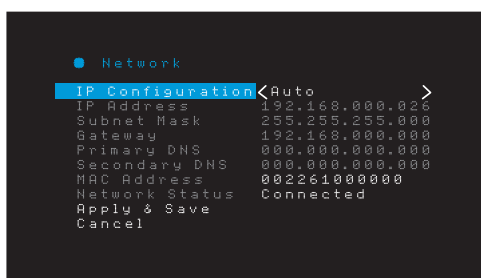 Network
IP Configuration <Auto >
IP Address 192.168.000.026
Subnet Mask 255.255.255.000
Gateway 192.168.000.000
Primary DNS 000.000.000.000
Secondary DNS 000.000.000.000
MAC Address 002261000000
Network Status Connected
Apply & Save
Cancel